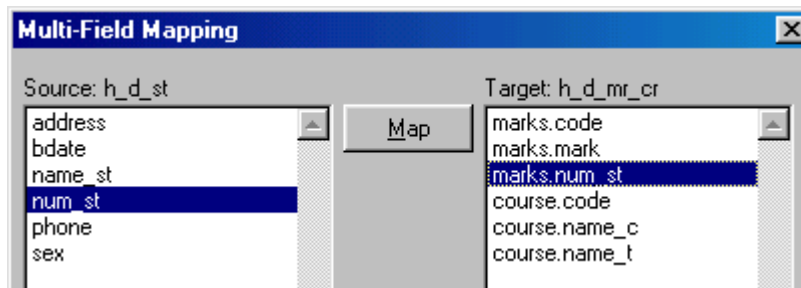 Multi-Field Mapping
Source: h_d_st
Target: h_d_mr_cr
address
bdate
name_st
num_st
phone
sex
Map
marks.code
marks.mark
marks.num_st
course.code
course.name_c
course.name_t